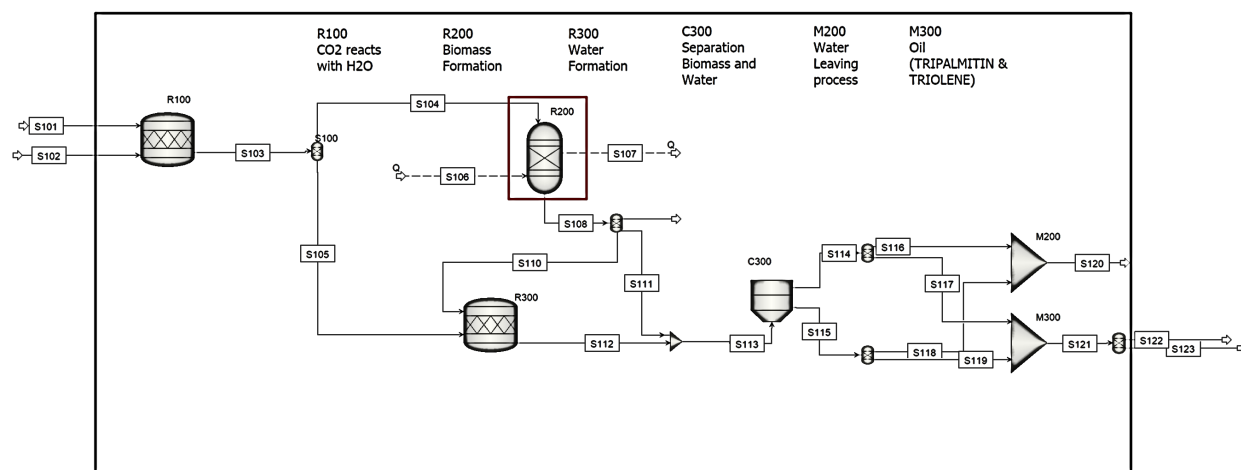 R100
CO2 reacts
with H2O
R200
Biomass
Formation
R300
Water
Formation
C300
Separation
Biomass and
Water
M200
Water
Leaving
process
M300
Oil
(TRIPALMITIN &
TRIOLENE)
R100
S101
S102
S103
S100
S104
R200
S107
Q
Q
S106
S108
S105
S110
S111
R300
S112
S113
C300
S114
S115
S116
S117
S118
S119
M200
S120
M300
S121
S122
S123